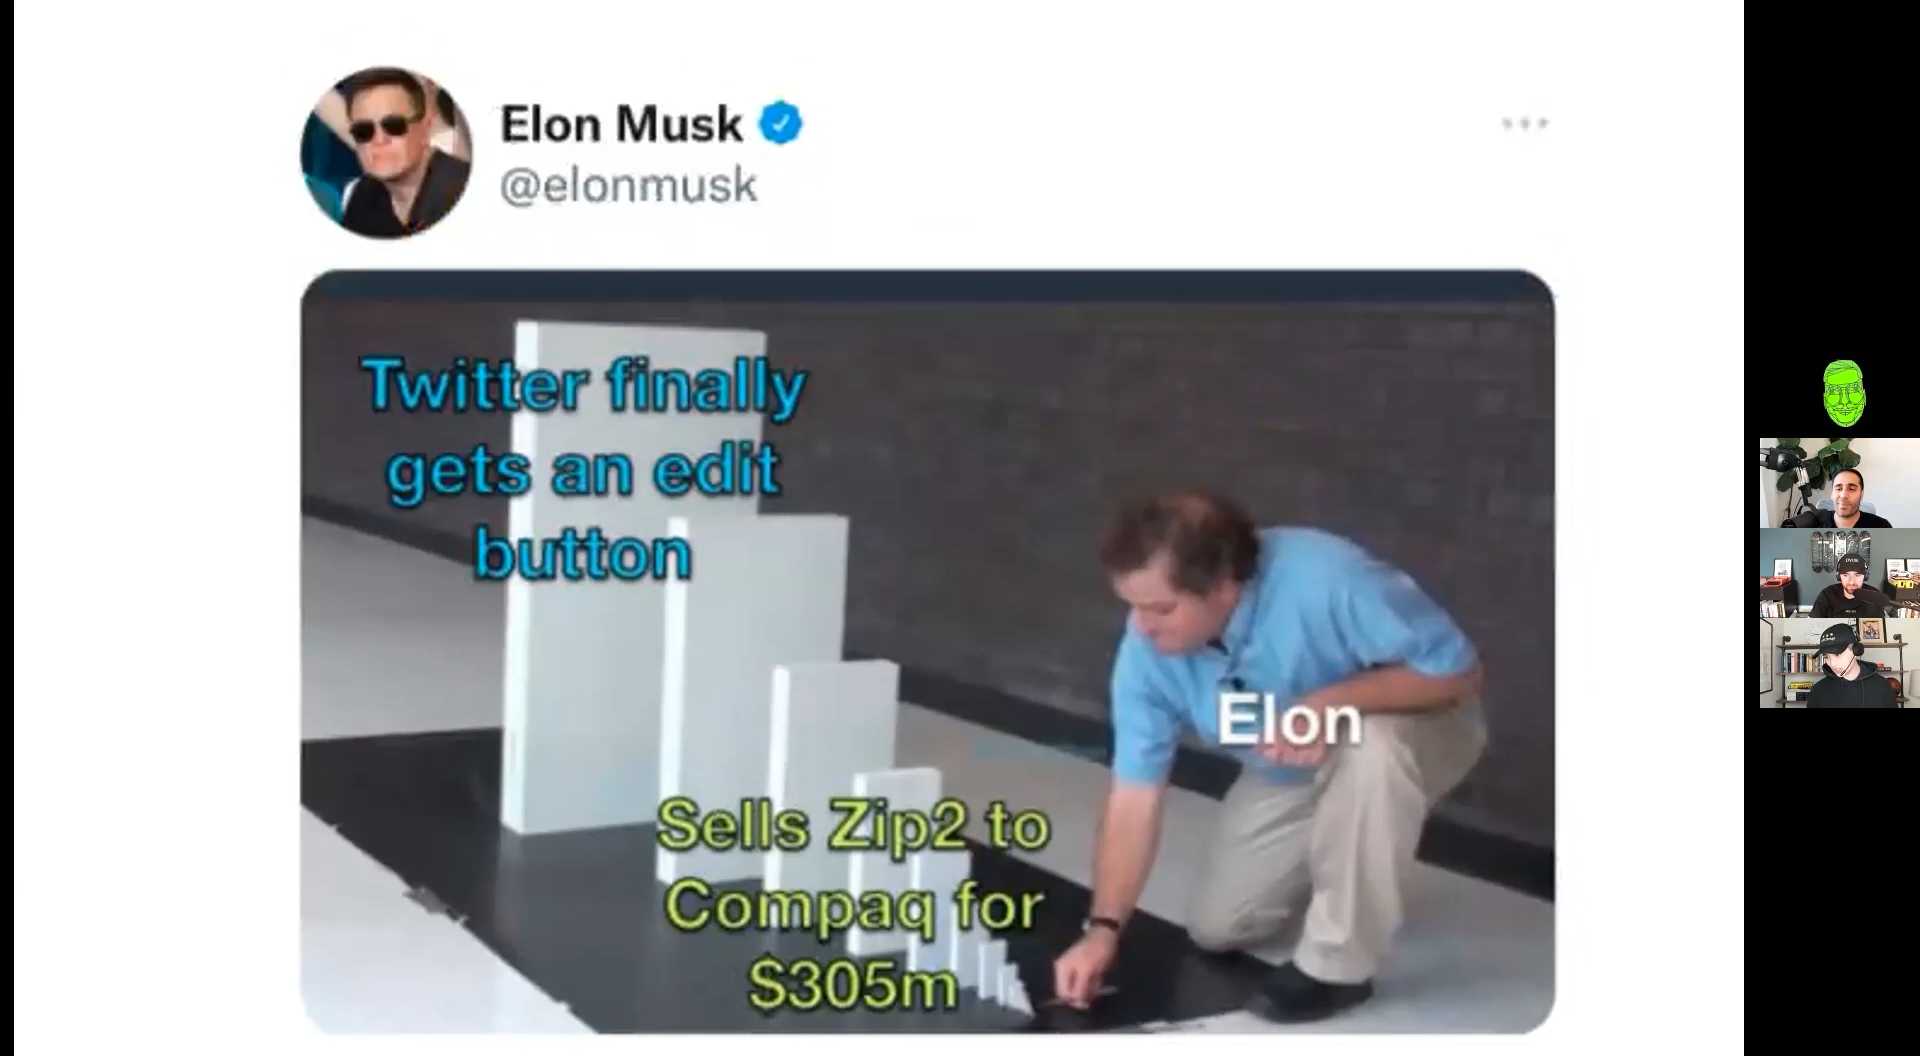 Elon Musk
@elonmusk
Twitter finally
gets an edit
button
Elon
Sells Zip2 to
Compaq for
$305m